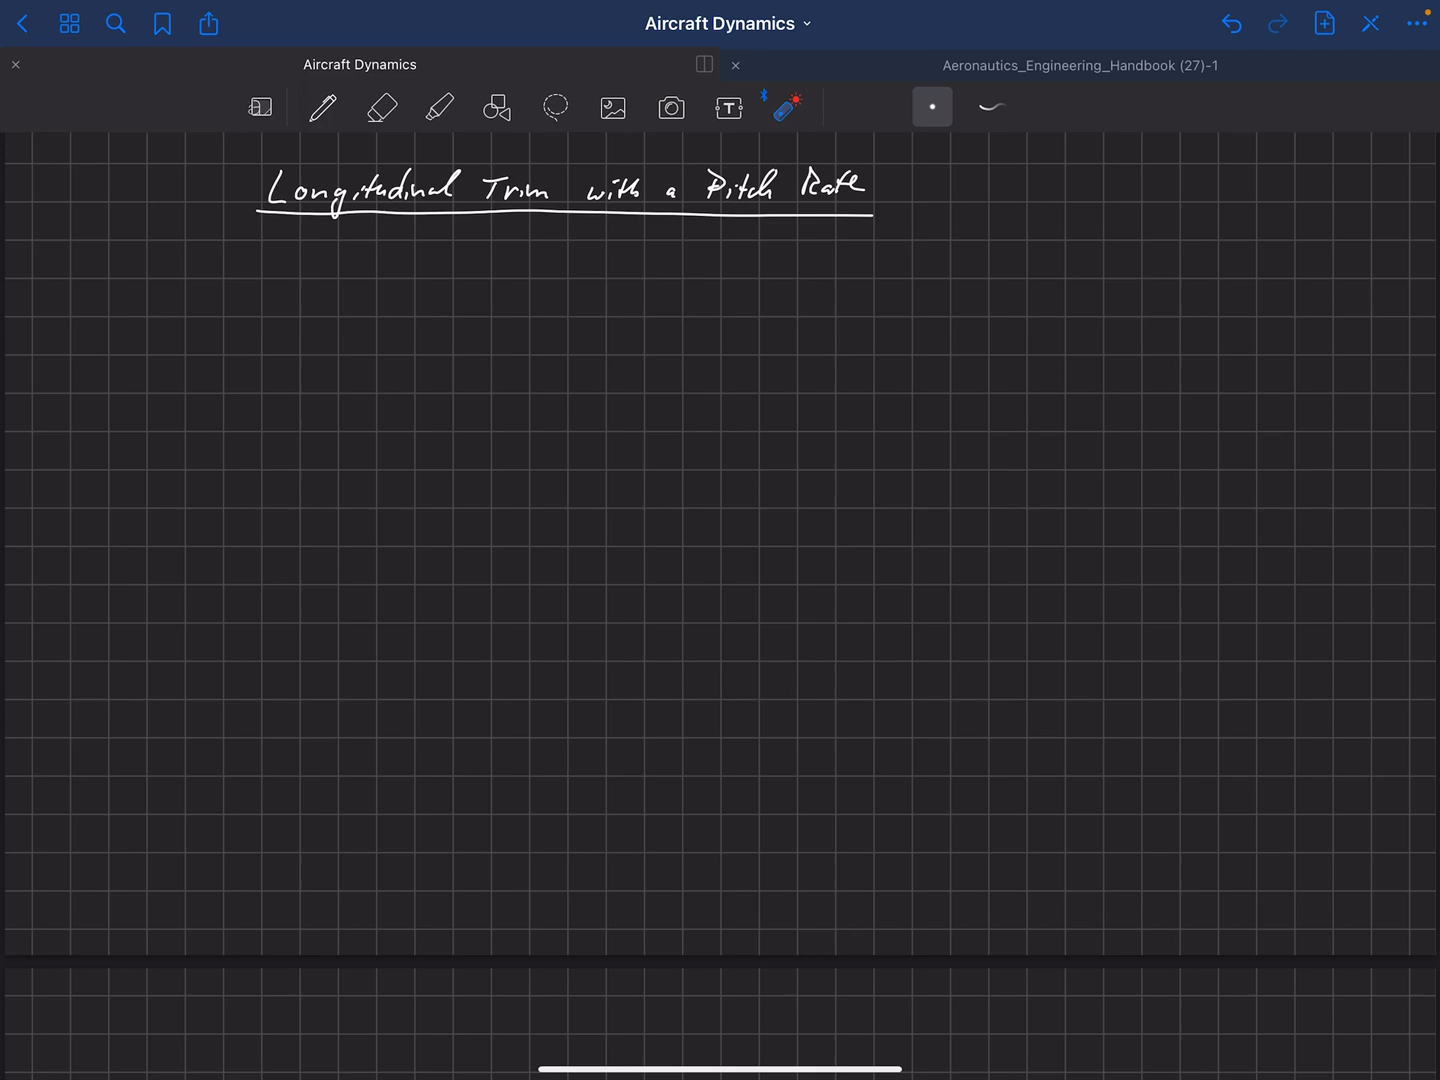 Aircraft Dynamics
Aircraft Dynamics
Aeronautics_Engineering_Handbook (27)-1
T
Longitudinal Trim with a Pitch Rate